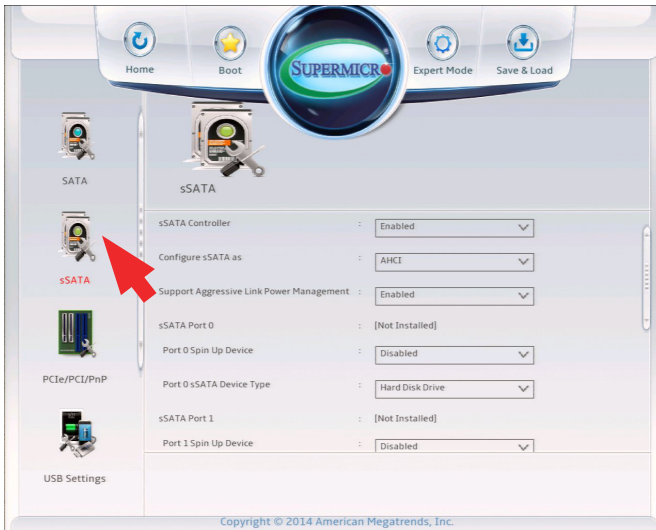 Home
Boot
SUPERMICR
Expert Mode
Save & Load
SATA
sSATA
PCIe/PCI/PnP
USB Settings
sSATA
sSATA Controller : Enabled
Configure sSATA as : AHCI
Support Aggressive Link Power Management : Enabled
sSATA Port 0 : [Not Installed]
Port 0 Spin Up Device : Disabled
Port 0 sSATA Device Type : Hard Disk Drive
sSATA Port 1 : [Not Installed]
Port 1 Spin Up Device : Disabled
Copyright © 2014 American Megatrends, Inc.